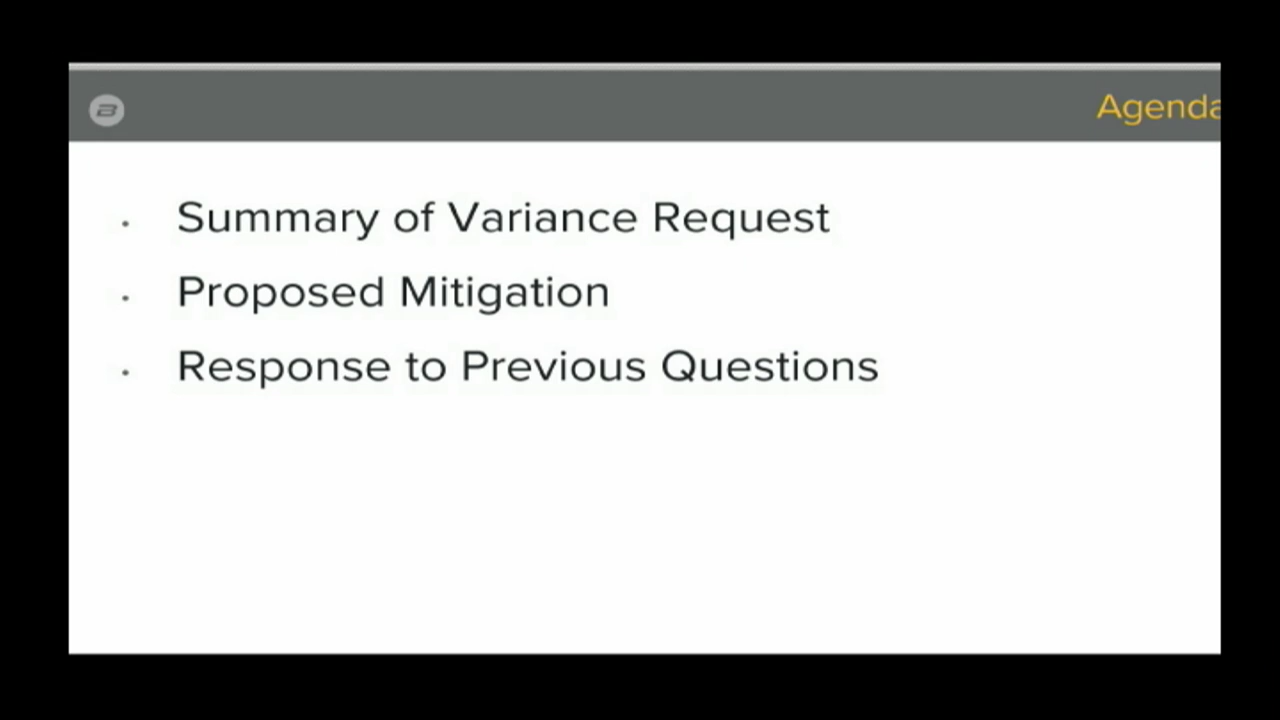 Agenda
Summary of Variance Request
Proposed Mitigation
Response to Previous Questions